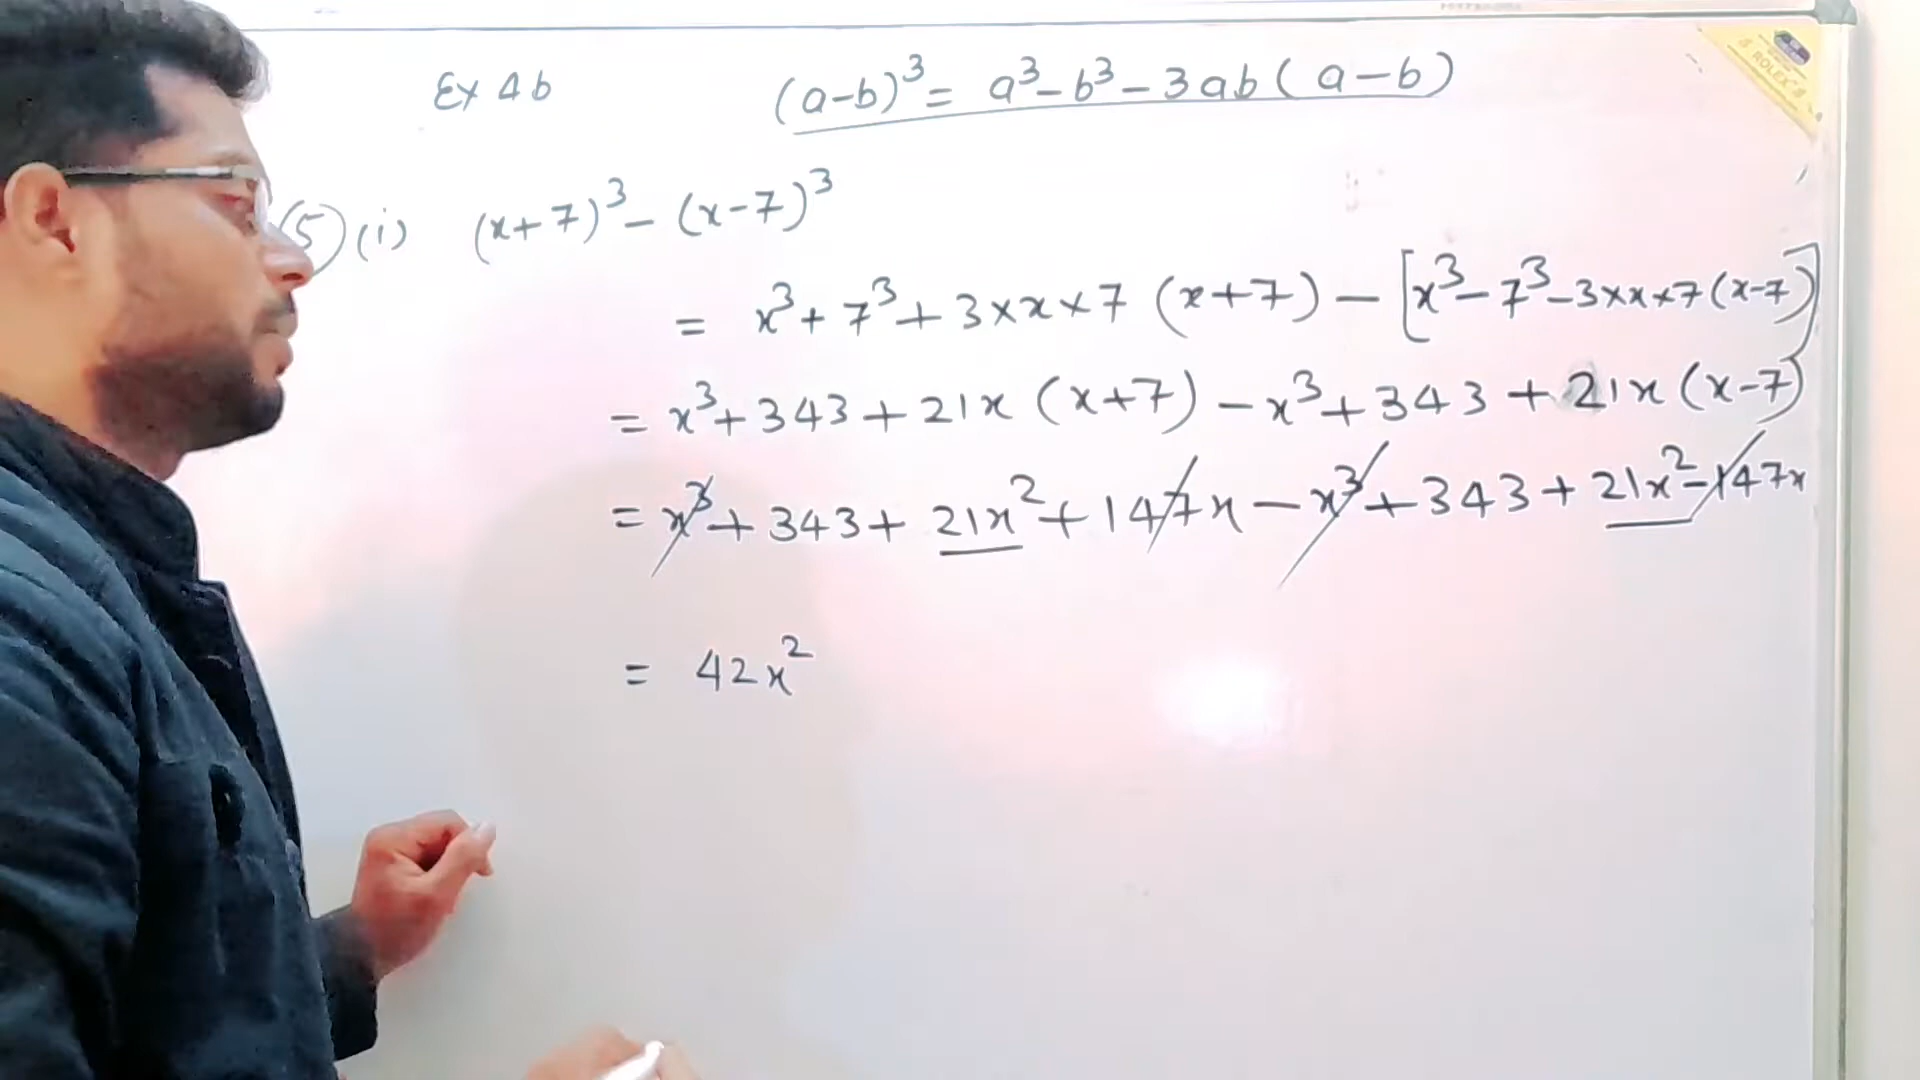 Ex 4b
(a-b)³ = a³-b³-3ab(a-b)
(5)(i) (x+7)³-(x-7)³
= x³+7³+3×x×7 (x+7) - [x³-7³-3×x×7(x-7)]
= x³+343+21x (x+7) - x³+343+21x (x-7)
= x³+343+21x²+147x-x³+343+21x²-147x
= 42x²
ROLEX